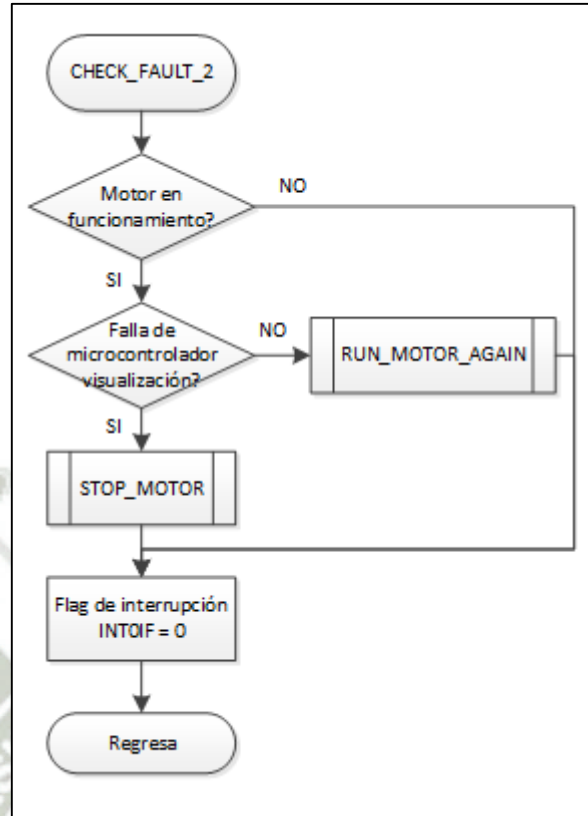 CHECK_FAULT_2
Motor en
funcionamiento?
NO
SI
Falla de
microcontrolador
visualización?
NO
RUN_MOTOR_AGAIN
SI
STOP_MOTOR
Flag de interrupción
INT0IF = 0
Regresa